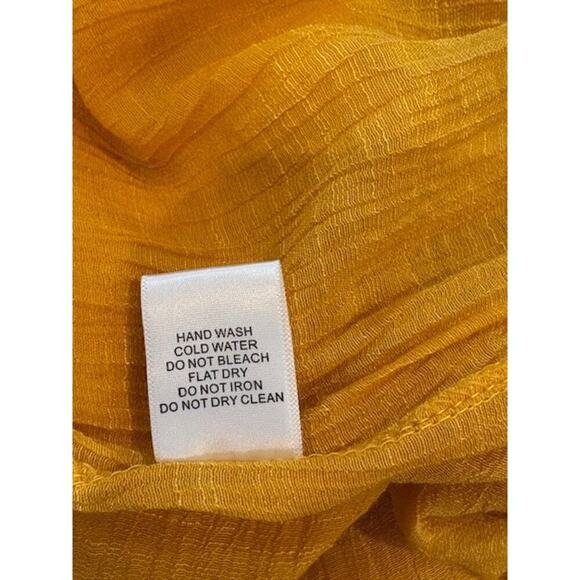 HAND WASH
COLD WATER
DO NOT BLEACH
FLAT DRY
DO NOT IRON
DO NOT DRY CLEAN